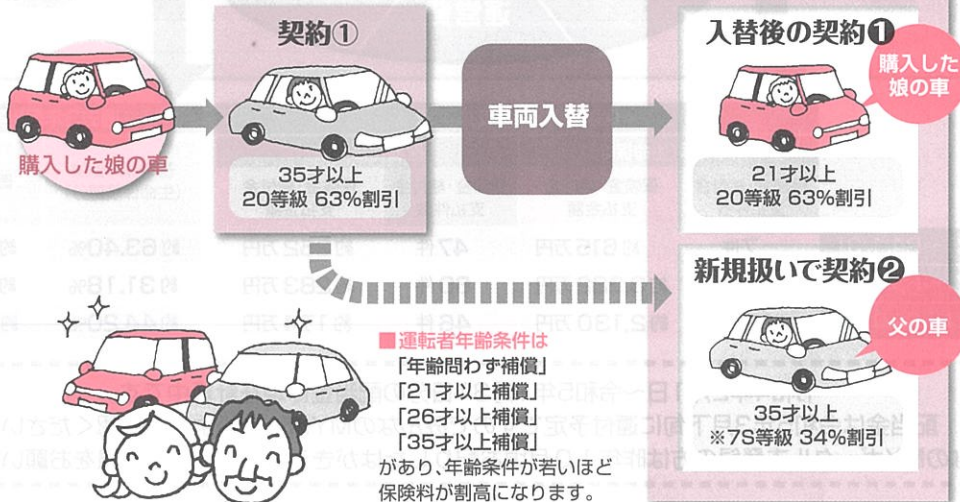 契約①
35才以上
20等級 63%割引
購入した娘の車
車両入替
入替後の契約❶
購入した
娘の車
21才以上
20等級 63%割引
新規扱いで契約❷
父の車
35才以上
※7S等級 34%割引
■運転者年齢条件は
「年齢問わず補償」
「21才以上補償」
「26才以上補償」
「35才以上補償」
があり、年齢条件が若いほど
保険料が割高になります。